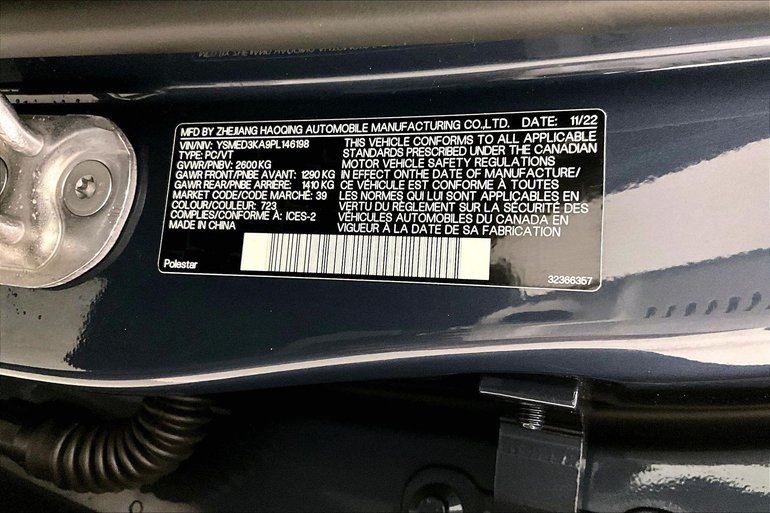 MFD BY ZHEJIANG HAOQING AUTOMOBILE MANUFACTURING CO.,LTD. DATE: 11/22
VIN/NIV: YSMED3KA9PL146198
TYPE: PC/VT
GVWR/PNBV: 2600 KG
GAWR FRONT/PNBE AVANT: 1290 KG
GAWR REAR/PNBE ARRIÈRE: 1410 KG
MARKET CODE/CODE MARCHÉ: 39
COLOUR/COULEUR: 723
COMPLIES/CONFORME À: ICES-2
MADE IN CHINA
THIS VEHICLE CONFORMS TO ALL APPLICABLE
STANDARDS PRESCRIBED UNDER THE CANADIAN
MOTOR VEHICLE SAFETY REGULATIONS
IN EFFECT ONTHE DATE OF MANUFACTURE/
CE VÉHICULE EST CONFORME À TOUTES
LES NORMES QUI LUI SONT APPLICABLES EN
VERTU DU RÈGLEMENT SUR LA SÉCURITÉ DES
VÉHICULES AUTOMOBILES DU CANADA EN
VIGUEUR À LA DATE DE SA FABRICATION
Polestar
32366357